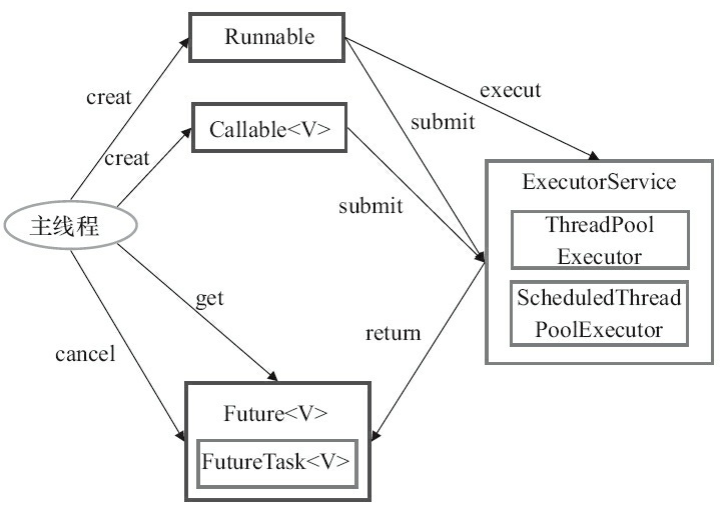 Runnable
creat
execut
submit
Callable<V>
creat
submit
ExecutorService
ThreadPool
Executor
ScheduledThread
PoolExecutor
主线程
get
cancel
return
Future<V>
FutureTask<V>